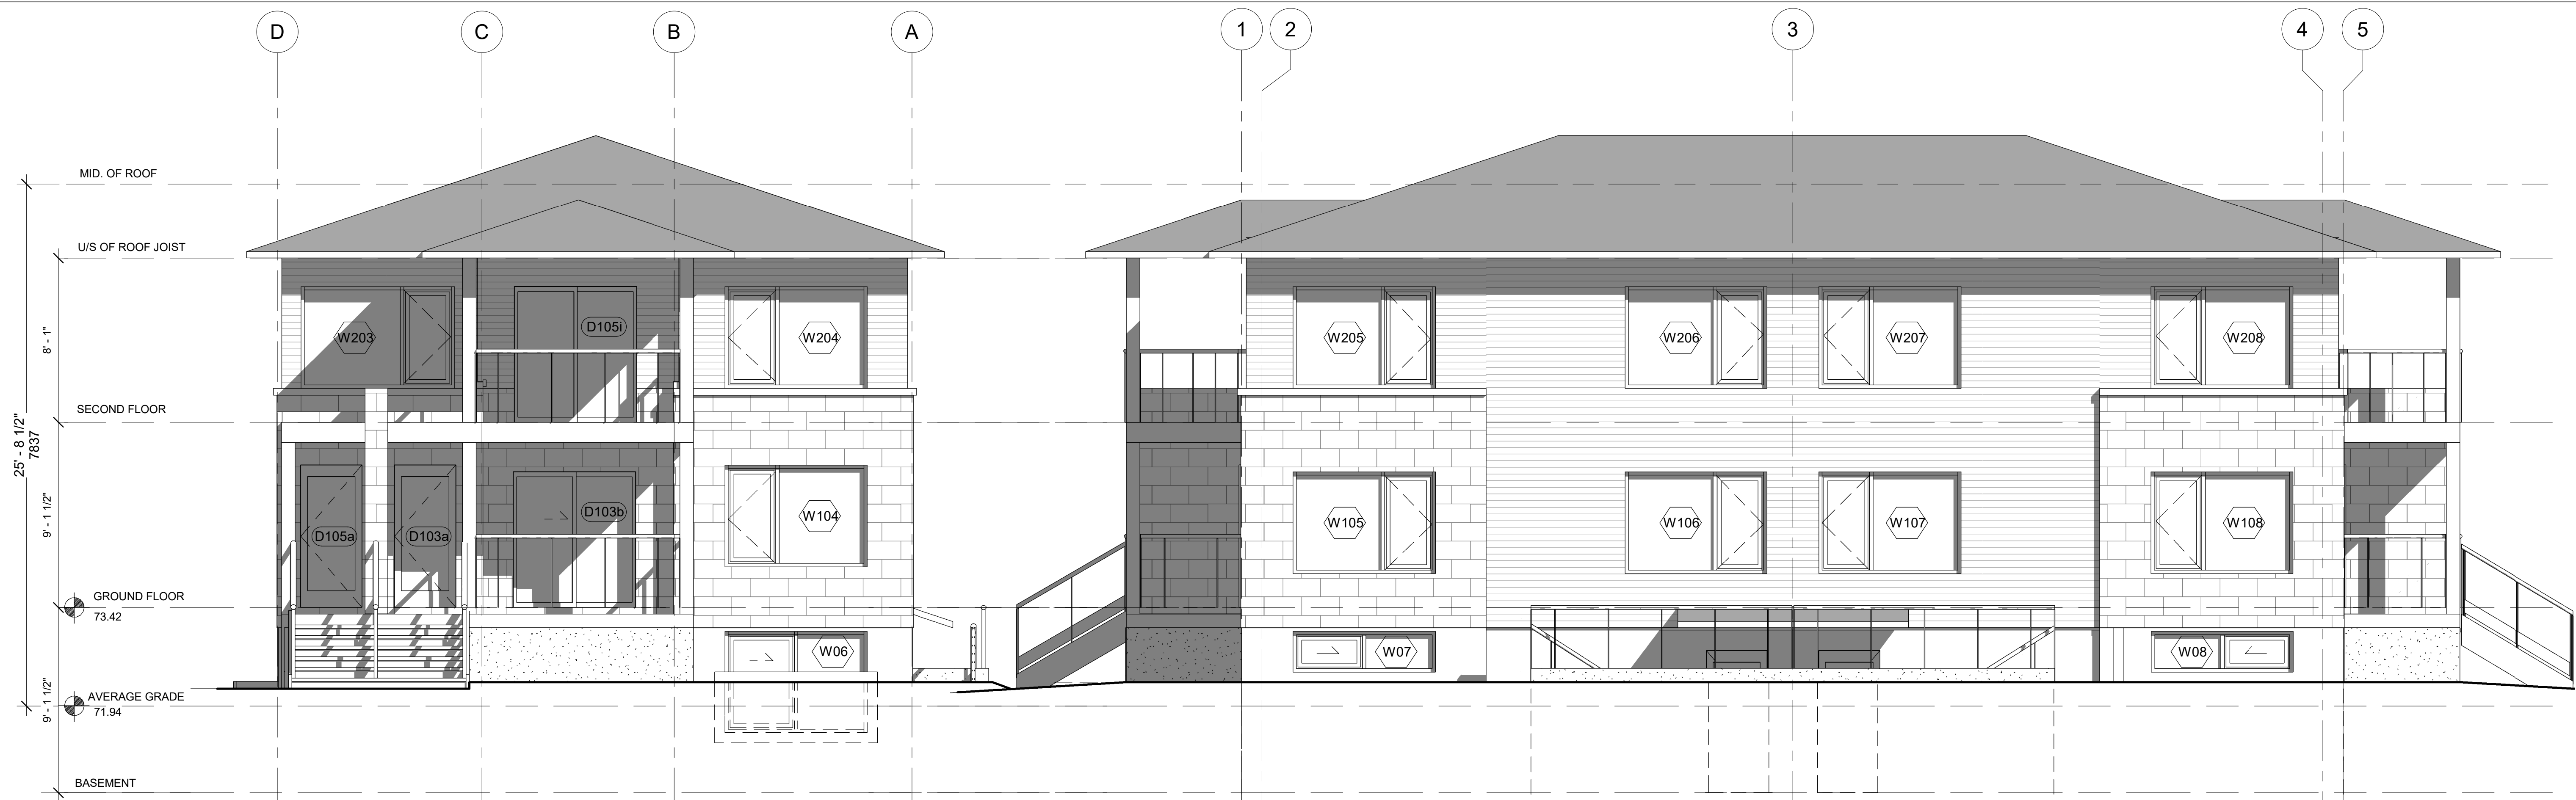 D
C
B
A
1
2
3
4
5
MID. OF ROOF
U/S OF ROOF JOIST
8' - 1"
SECOND FLOOR
25' - 8 1/2"
7837
9' - 1 1/2"
GROUND FLOOR
73.42
AVERAGE GRADE
71.94
9' - 1 1/2"
BASEMENT
W203
D105i
W204
W205
W206
W207
W208
D105a
D103a
D103b
W104
W105
W106
W107
W108
W06
W07
W08